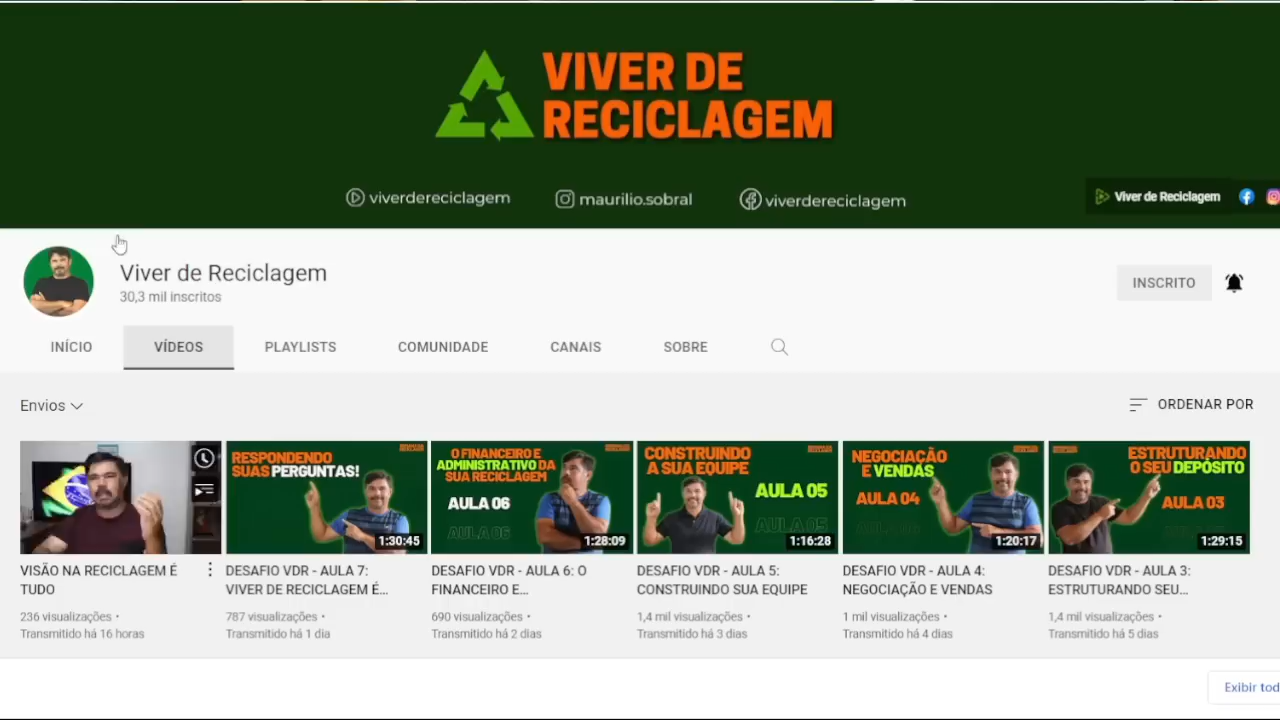 VIVER DE
RECICLAGEM
viverdereciclagem
maurilio.sobral
viverdereciclagem
Viver de Reciclagem
Viver de Reciclagem
30,3 mil inscritos
INSCRITO
INÍCIO
VÍDEOS
PLAYLISTS
COMUNIDADE
CANAIS
SOBRE
Envios
ORDENAR POR
RESPONDENDO
SUAS PERGUNTAS!
1:30:45
O FINANCEIRO E
ADMINISTRATIVO DA
SUA RECICLAGEM
AULA 06
AULA 06
1:28:09
CONSTRUINDO
A SUA EQUIPE
AULA 05
AULA 05
1:16:28
NEGOCIAÇÃO
E VENDAS
AULA 04
1:20:17
ESTRUTURANDO
O SEU DEPÓSITO
AULA 03
1:29:15
VISÃO NA RECICLAGEM É
TUDO
236 visualizações •
Transmitido há 16 horas
DESAFIO VDR - AULA 7:
VIVER DE RECICLAGEM É...
787 visualizações •
Transmitido há 1 dia
DESAFIO VDR - AULA 6: O
FINANCEIRO E...
690 visualizações •
Transmitido há 2 dias
DESAFIO VDR - AULA 5:
CONSTRUINDO SUA EQUIPE
1,4 mil visualizações •
Transmitido há 3 dias
DESAFIO VDR - AULA 4:
NEGOCIAÇÃO E VENDAS
1 mil visualizações •
Transmitido há 4 dias
DESAFIO VDR - AULA 3:
ESTRUTURANDO SEU...
1,4 mil visualizações •
Transmitido há 5 dias
Exibir tod